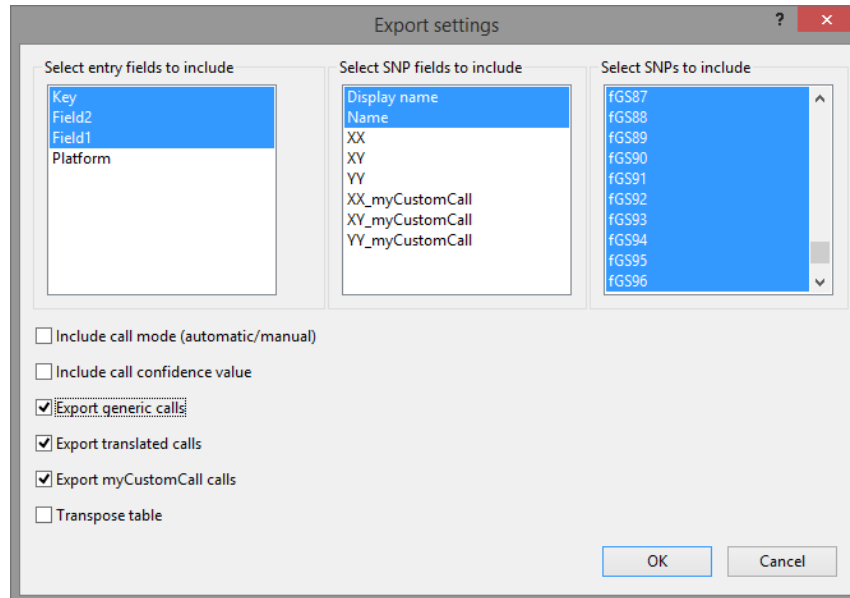 Export settings
?
Select entry fields to include
Key
Field2
Field1
Platform
Select SNP fields to include
Display name
Name
XX
XY
YY
XX_myCustomCall
XY_myCustomCall
YY_myCustomCall
Select SNPs to include
fGS87
fGS88
fGS89
fGS90
fGS91
fGS92
fGS93
fGS94
fGS95
fGS96
Include call mode (automatic/manual)
Include call confidence value
Export generic calls
Export translated calls
Export myCustomCall calls
Transpose table
OK
Cancel